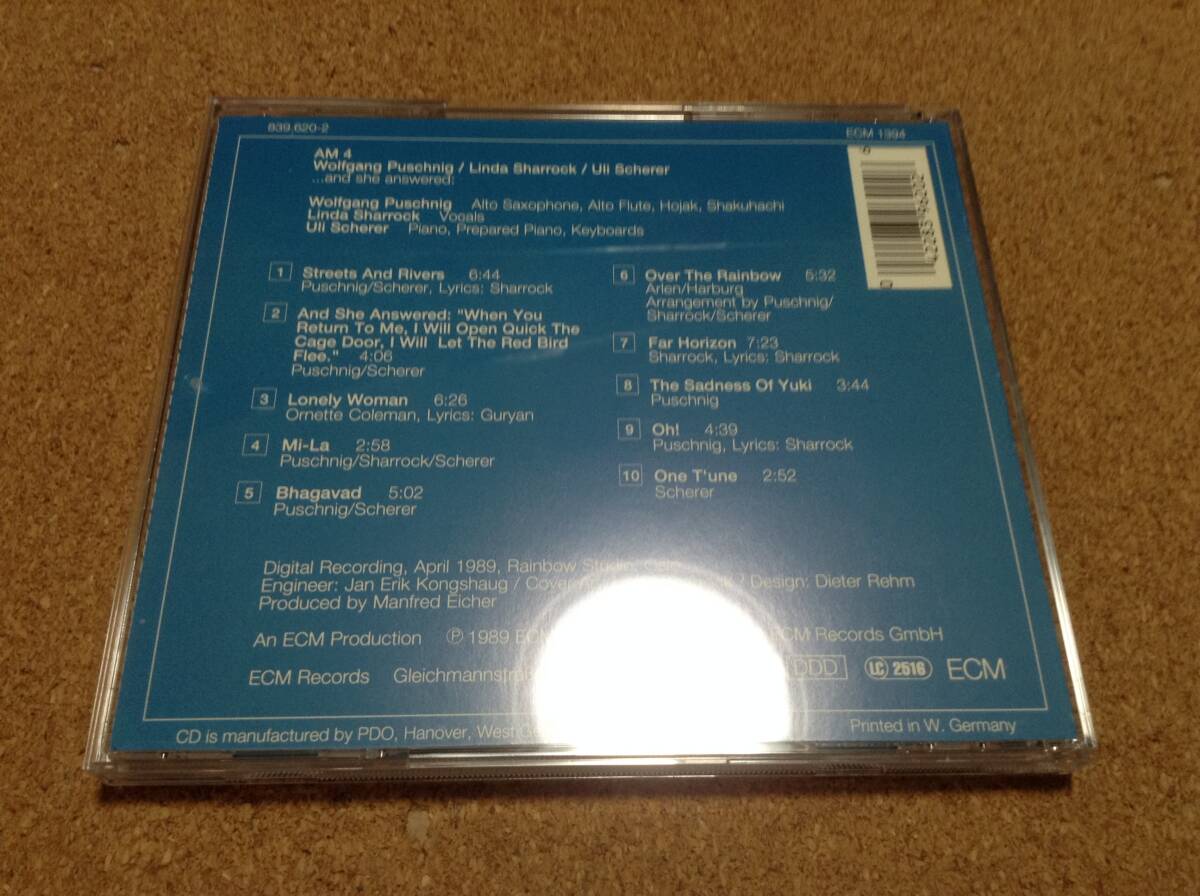 839 620-2
ECM 1394
AM 4
Wolfgang Puschnig / Linda Sharrock / Uli Scherer
...and she answered:
Wolfgang Puschnig Alto Saxophone, Alto Flute, Hojak, Shakuhachi
Linda Sharrock Vocals
Uli Scherer Piano, Prepared Piano, Keyboards
1 Streets And Rivers 6:44
Puschnig/Scherer, Lyrics: Sharrock
2 And She Answered: "When You
Return To Me, I Will Open Quick The
Cage Door, I Will Let The Red Bird
Flee." 4:06
Puschnig/Scherer
3 Lonely Woman 6:26
Ornette Coleman, Lyrics: Guryan
4 Mi-La 2:58
Puschnig/Sharrock/Scherer
5 Bhagavad 5:02
Puschnig/Scherer
6 Over The Rainbow 5:32
Arlen/Harburg
Arrangement by Puschnig/
Sharrock/Scherer
7 Far Horizon 7:23
Sharrock, Lyrics: Sharrock
8 The Sadness Of Yuki 3:44
Puschnig
9 Oh! 4:39
Puschnig, Lyrics: Sharrock
10 One T'une 2:52
Scherer
Digital Recording, April 1989, Rainbow Studio, Oslo
Engineer: Jan Erik Kongshaug / Cover / Design: Dieter Rehm
Produced by Manfred Eicher
An ECM Production ℗ 1989 ECM Records GmbH
ECM Records DDD LC 2516 ECM
CD is manufactured by PDO, Hanover, West
Printed in W. Germany